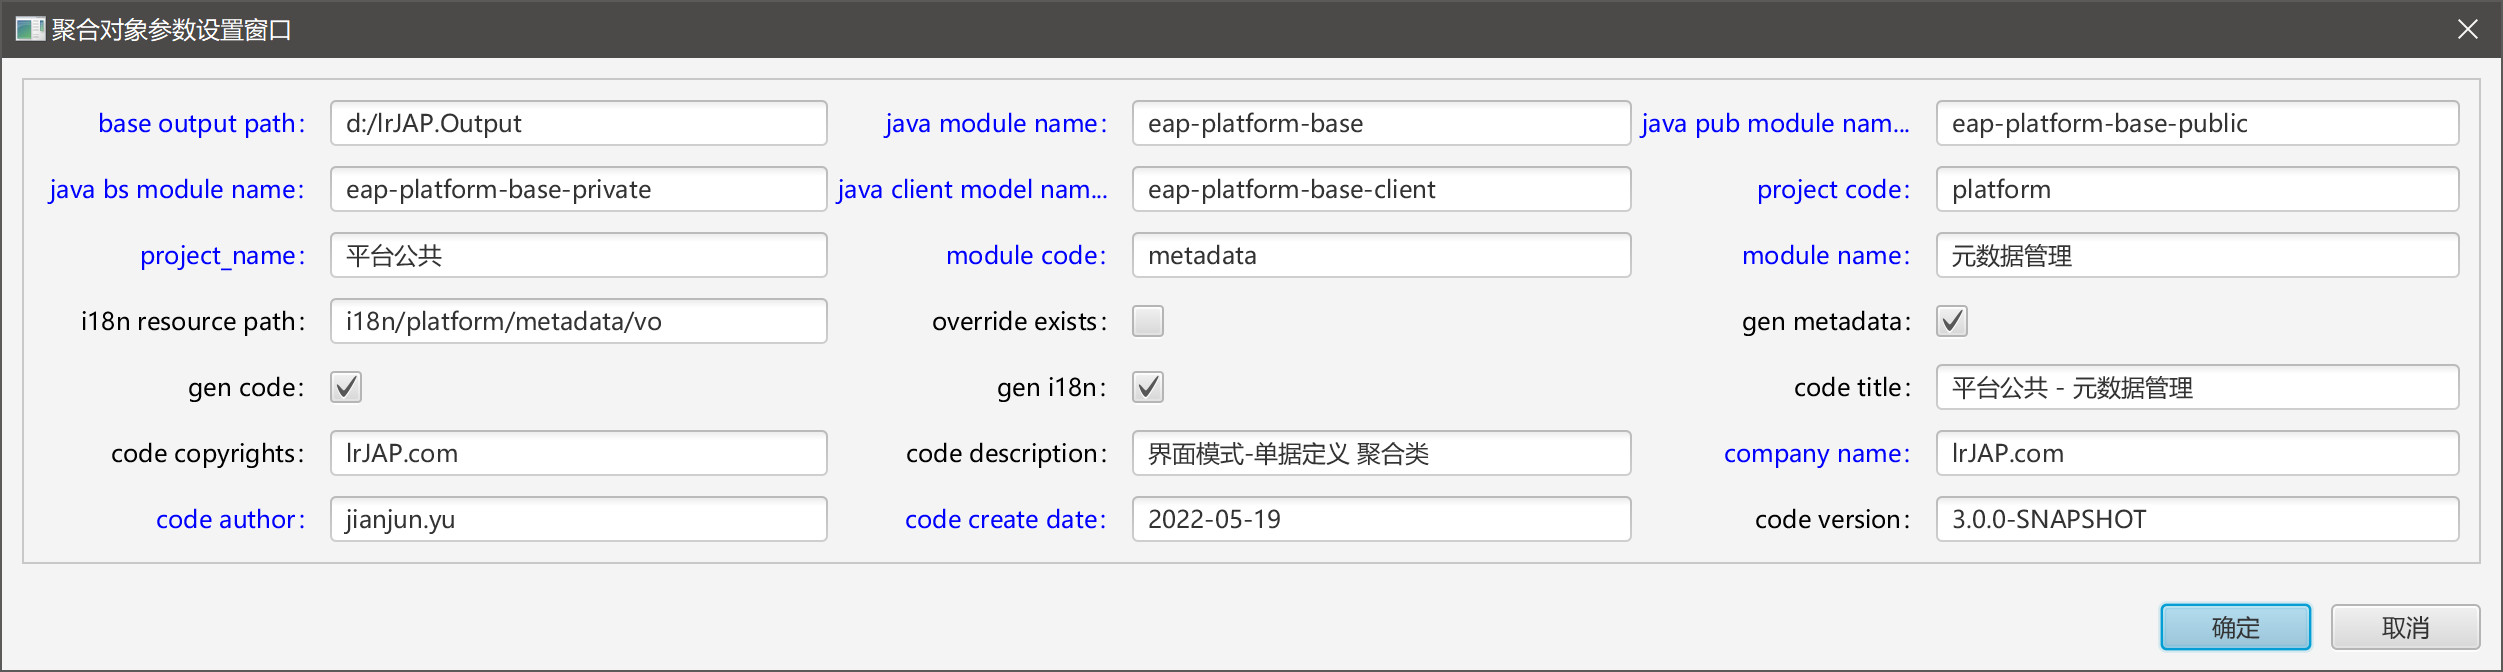 聚合对象参数设置窗口
base output path: d:/lrJAP.Output java module name: eap-platform-base java pub module nam... eap-platform-base-public
java bs module name: eap-platform-base-private java client model nam... eap-platform-base-client project code: platform
project_name: 平台公共 module code: metadata module name: 元数据管理
i18n resource path: i18n/platform/metadata/vo override exists: gen metadata:
gen code: gen i18n: code title: 平台公共 - 元数据管理
code copyrights: lrJAP.com code description: 界面模式-单据定义 聚合类 company name: lrJAP.com
code author: jianjun.yu code create date: 2022-05-19 code version: 3.0.0-SNAPSHOT
确定 取消